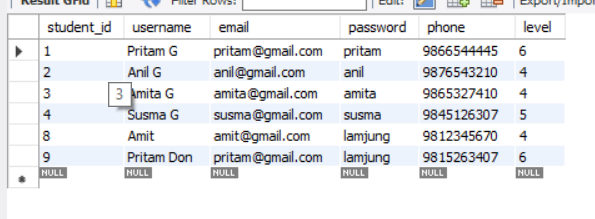 Result Grid Filter Rows: Edit: Export/Import
student_id username email password phone level
1 Pritam G pritam@gmail.com pritam 9866544445 6
2 Anil G anil@gmail.com anil 9876543210 4
3 3 Amita G amita@gmail.com amita 9865327410 4
4 Susma G susma@gmail.com susma 9845126307 5
8 Amit amit@gmail.com lamjung 9812345670 4
9 Pritam Don pritam@gmail.com lamjung 9815263407 6
NULL NULL NULL NULL NULL NULL